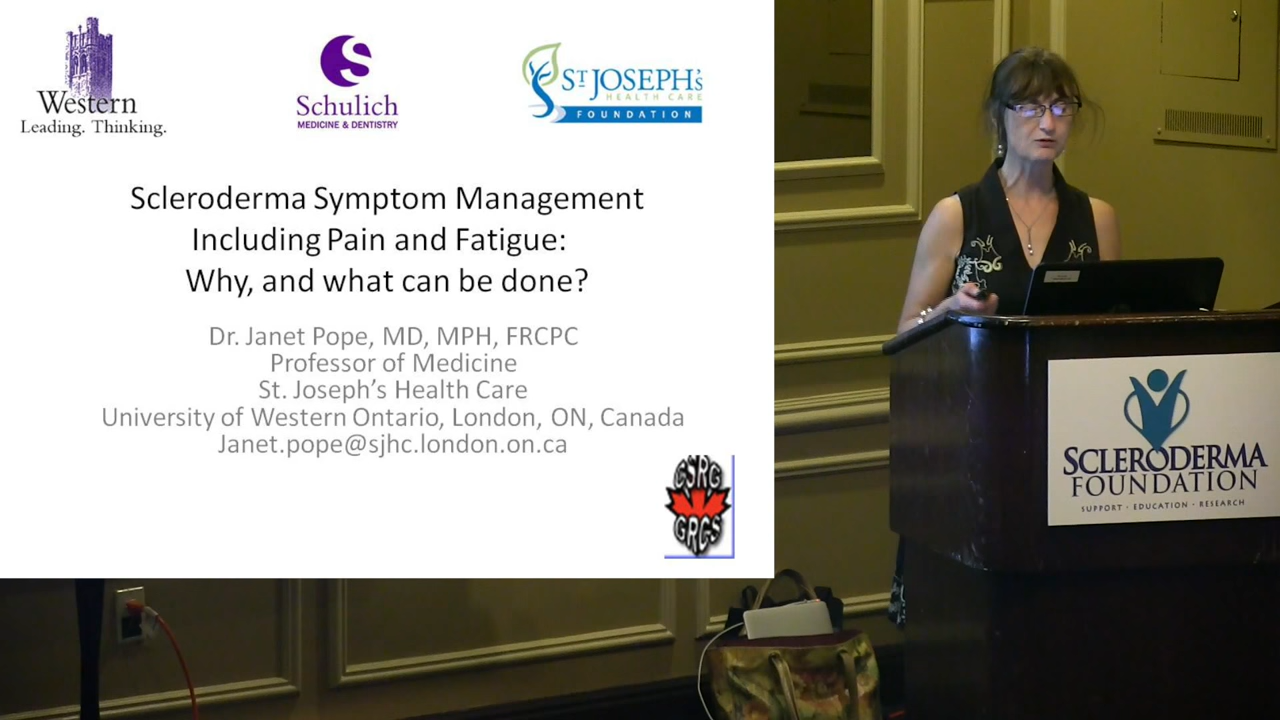 Western
Leading. Thinking.
Schulich
MEDICINE & DENTISTRY
ST JOSEPH'S
HEALTH CARE
FOUNDATION
Scleroderma Symptom Management
Including Pain and Fatigue:
Why, and what can be done?
Dr. Janet Pope, MD, MPH, FRCPC
Professor of Medicine
St. Joseph's Health Care
University of Western Ontario, London, ON, Canada
Janet.pope@sjhc.london.on.ca
CSRG
GRCS
SCLERODERMA
FOUNDATION
SUPPORT · EDUCATION · RESEARCH